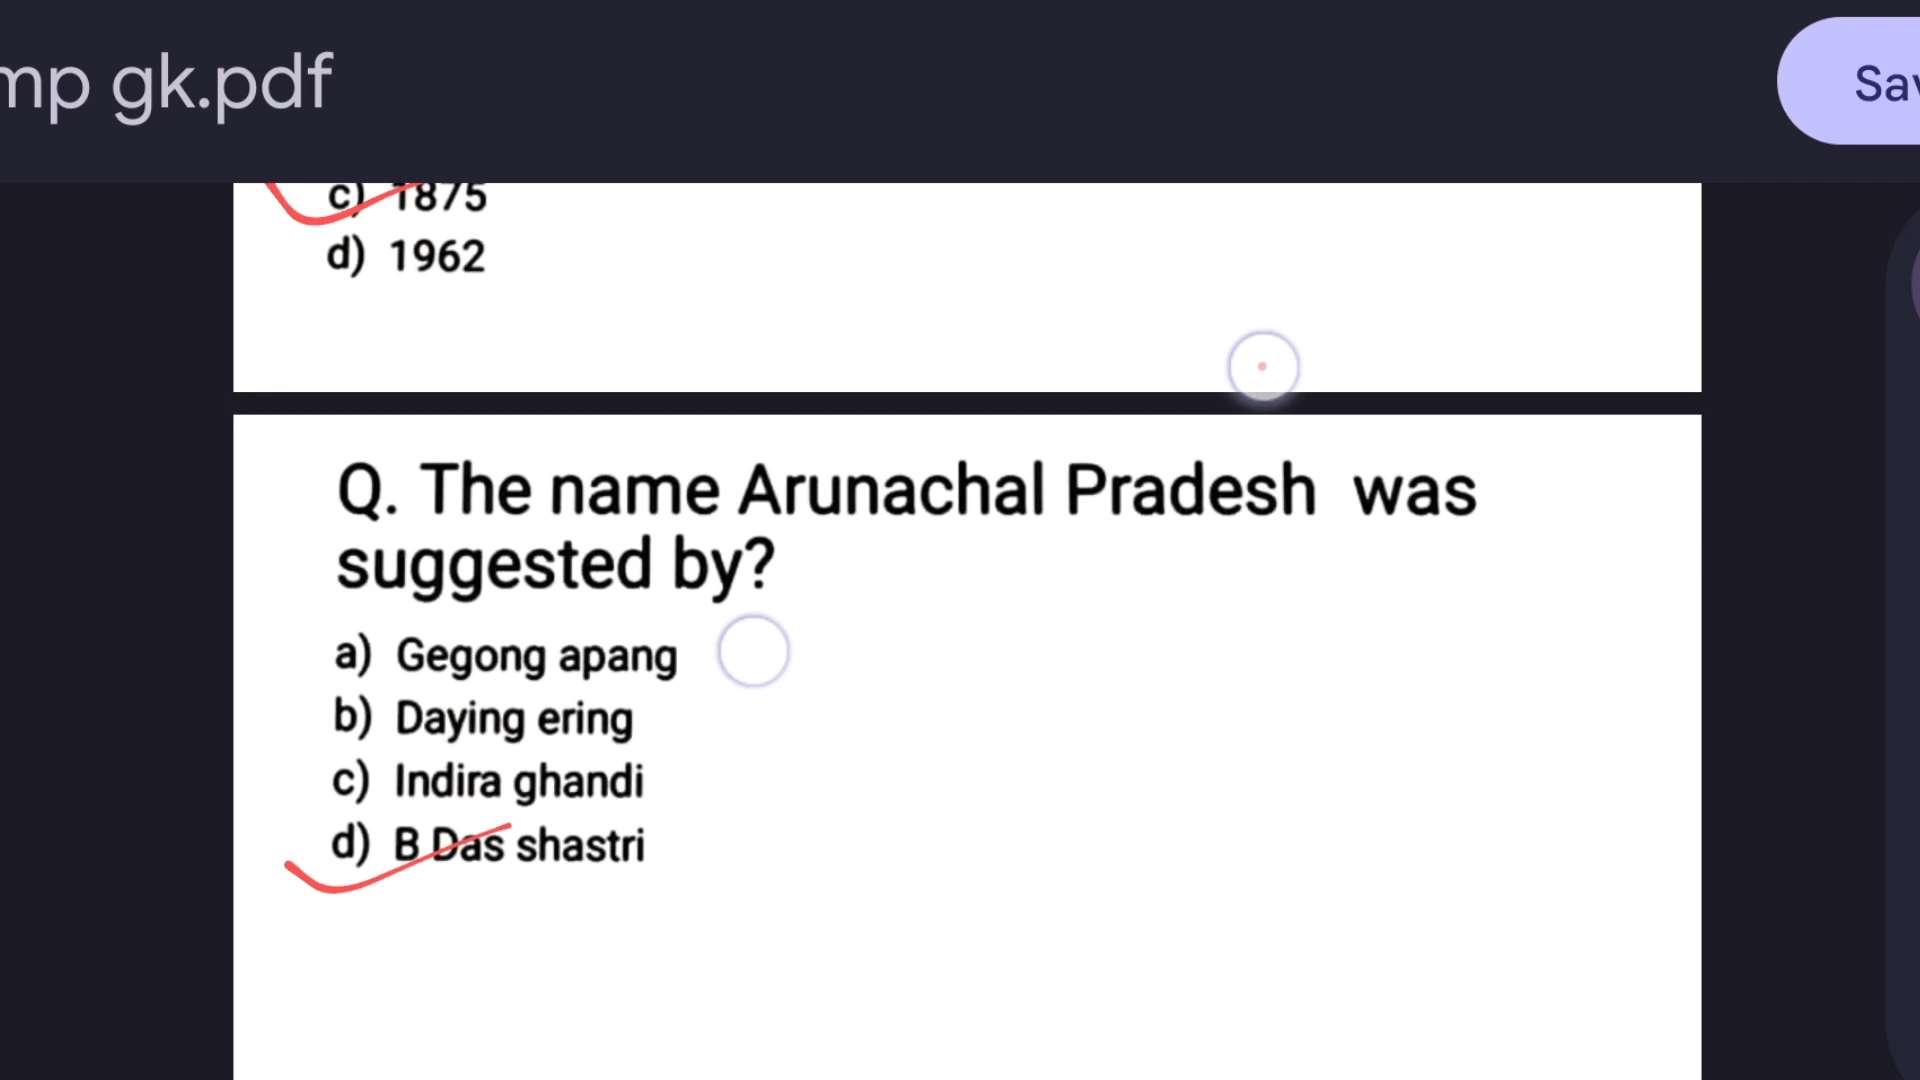 mp gk.pdf
Sav
c) 1875
d) 1962
Q. The name Arunachal Pradesh was
suggested by?
a) Gegong apang
b) Daying ering
c) Indira ghandi
d) B Das shastri